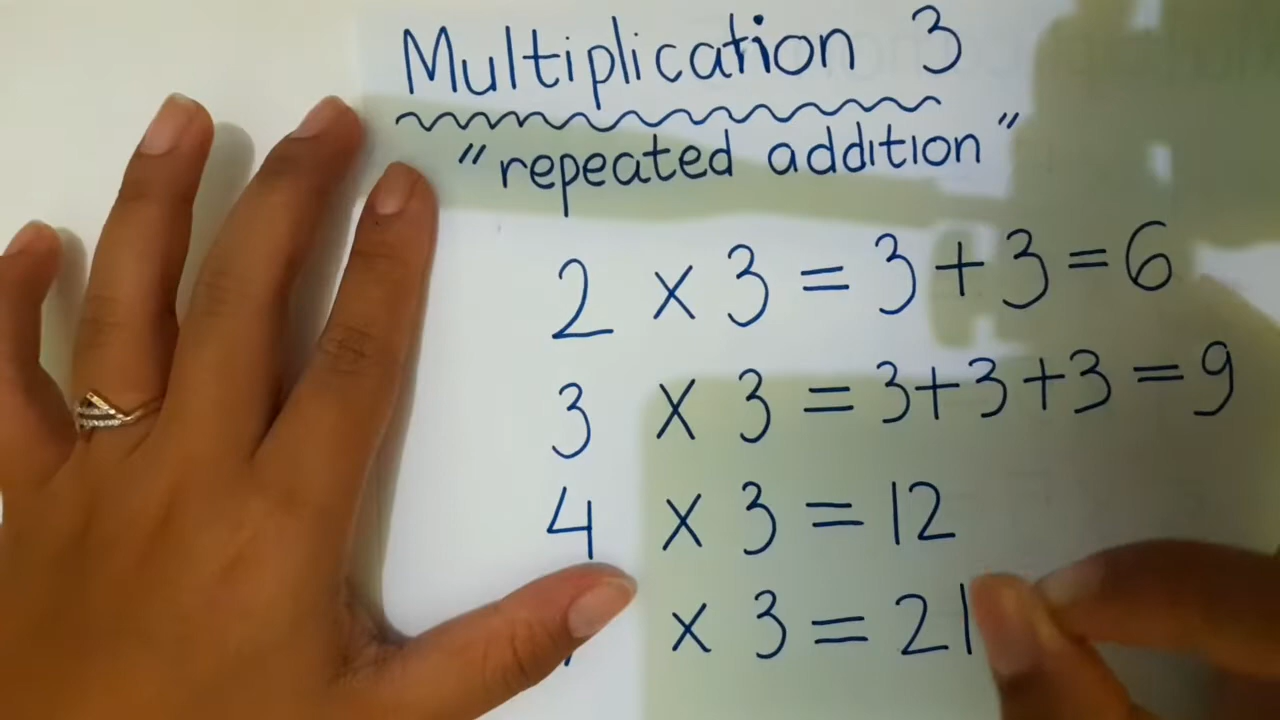 Multiplication 3
"repeated addition"
2 x 3 = 3+3=6
3 x 3 = 3+3+3=9
4 x 3 = 12
x 3 = 21